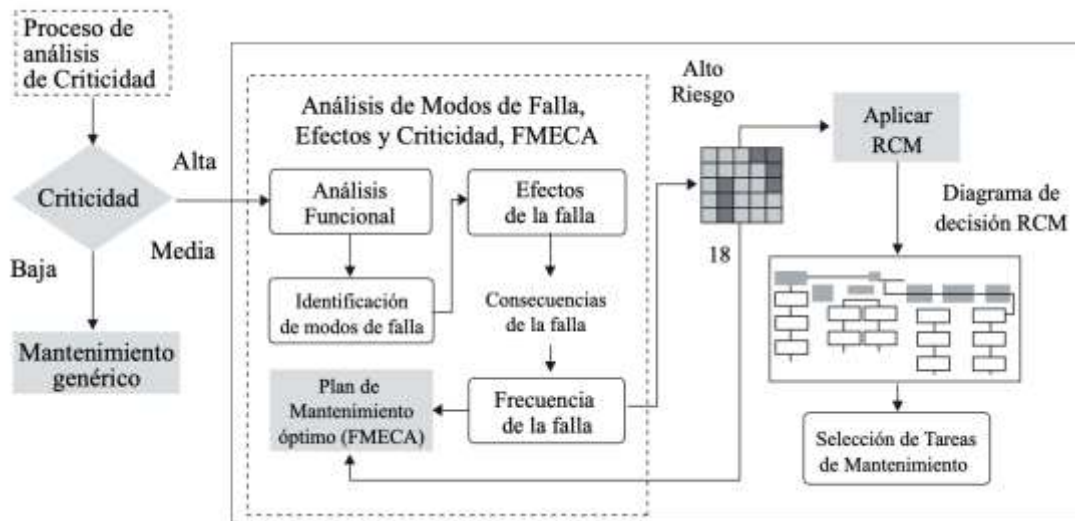 Proceso de
análisis
de Criticidad
Criticidad
Alta
Media
Baja
Mantenimiento
genérico
Análisis de Modos de Falla,
Efectos y Criticidad, FMECA
Análisis
Funcional
Identificación
de modos de falla
Efectos
de la falla
Consecuencias
de la falla
Frecuencia
de la falla
Plan de
Mantenimiento
óptimo (FMECA)
Alto
Riesgo
18
Aplicar
RCM
Diagrama de
decisión RCM
Selección de Tareas
de Mantenimiento